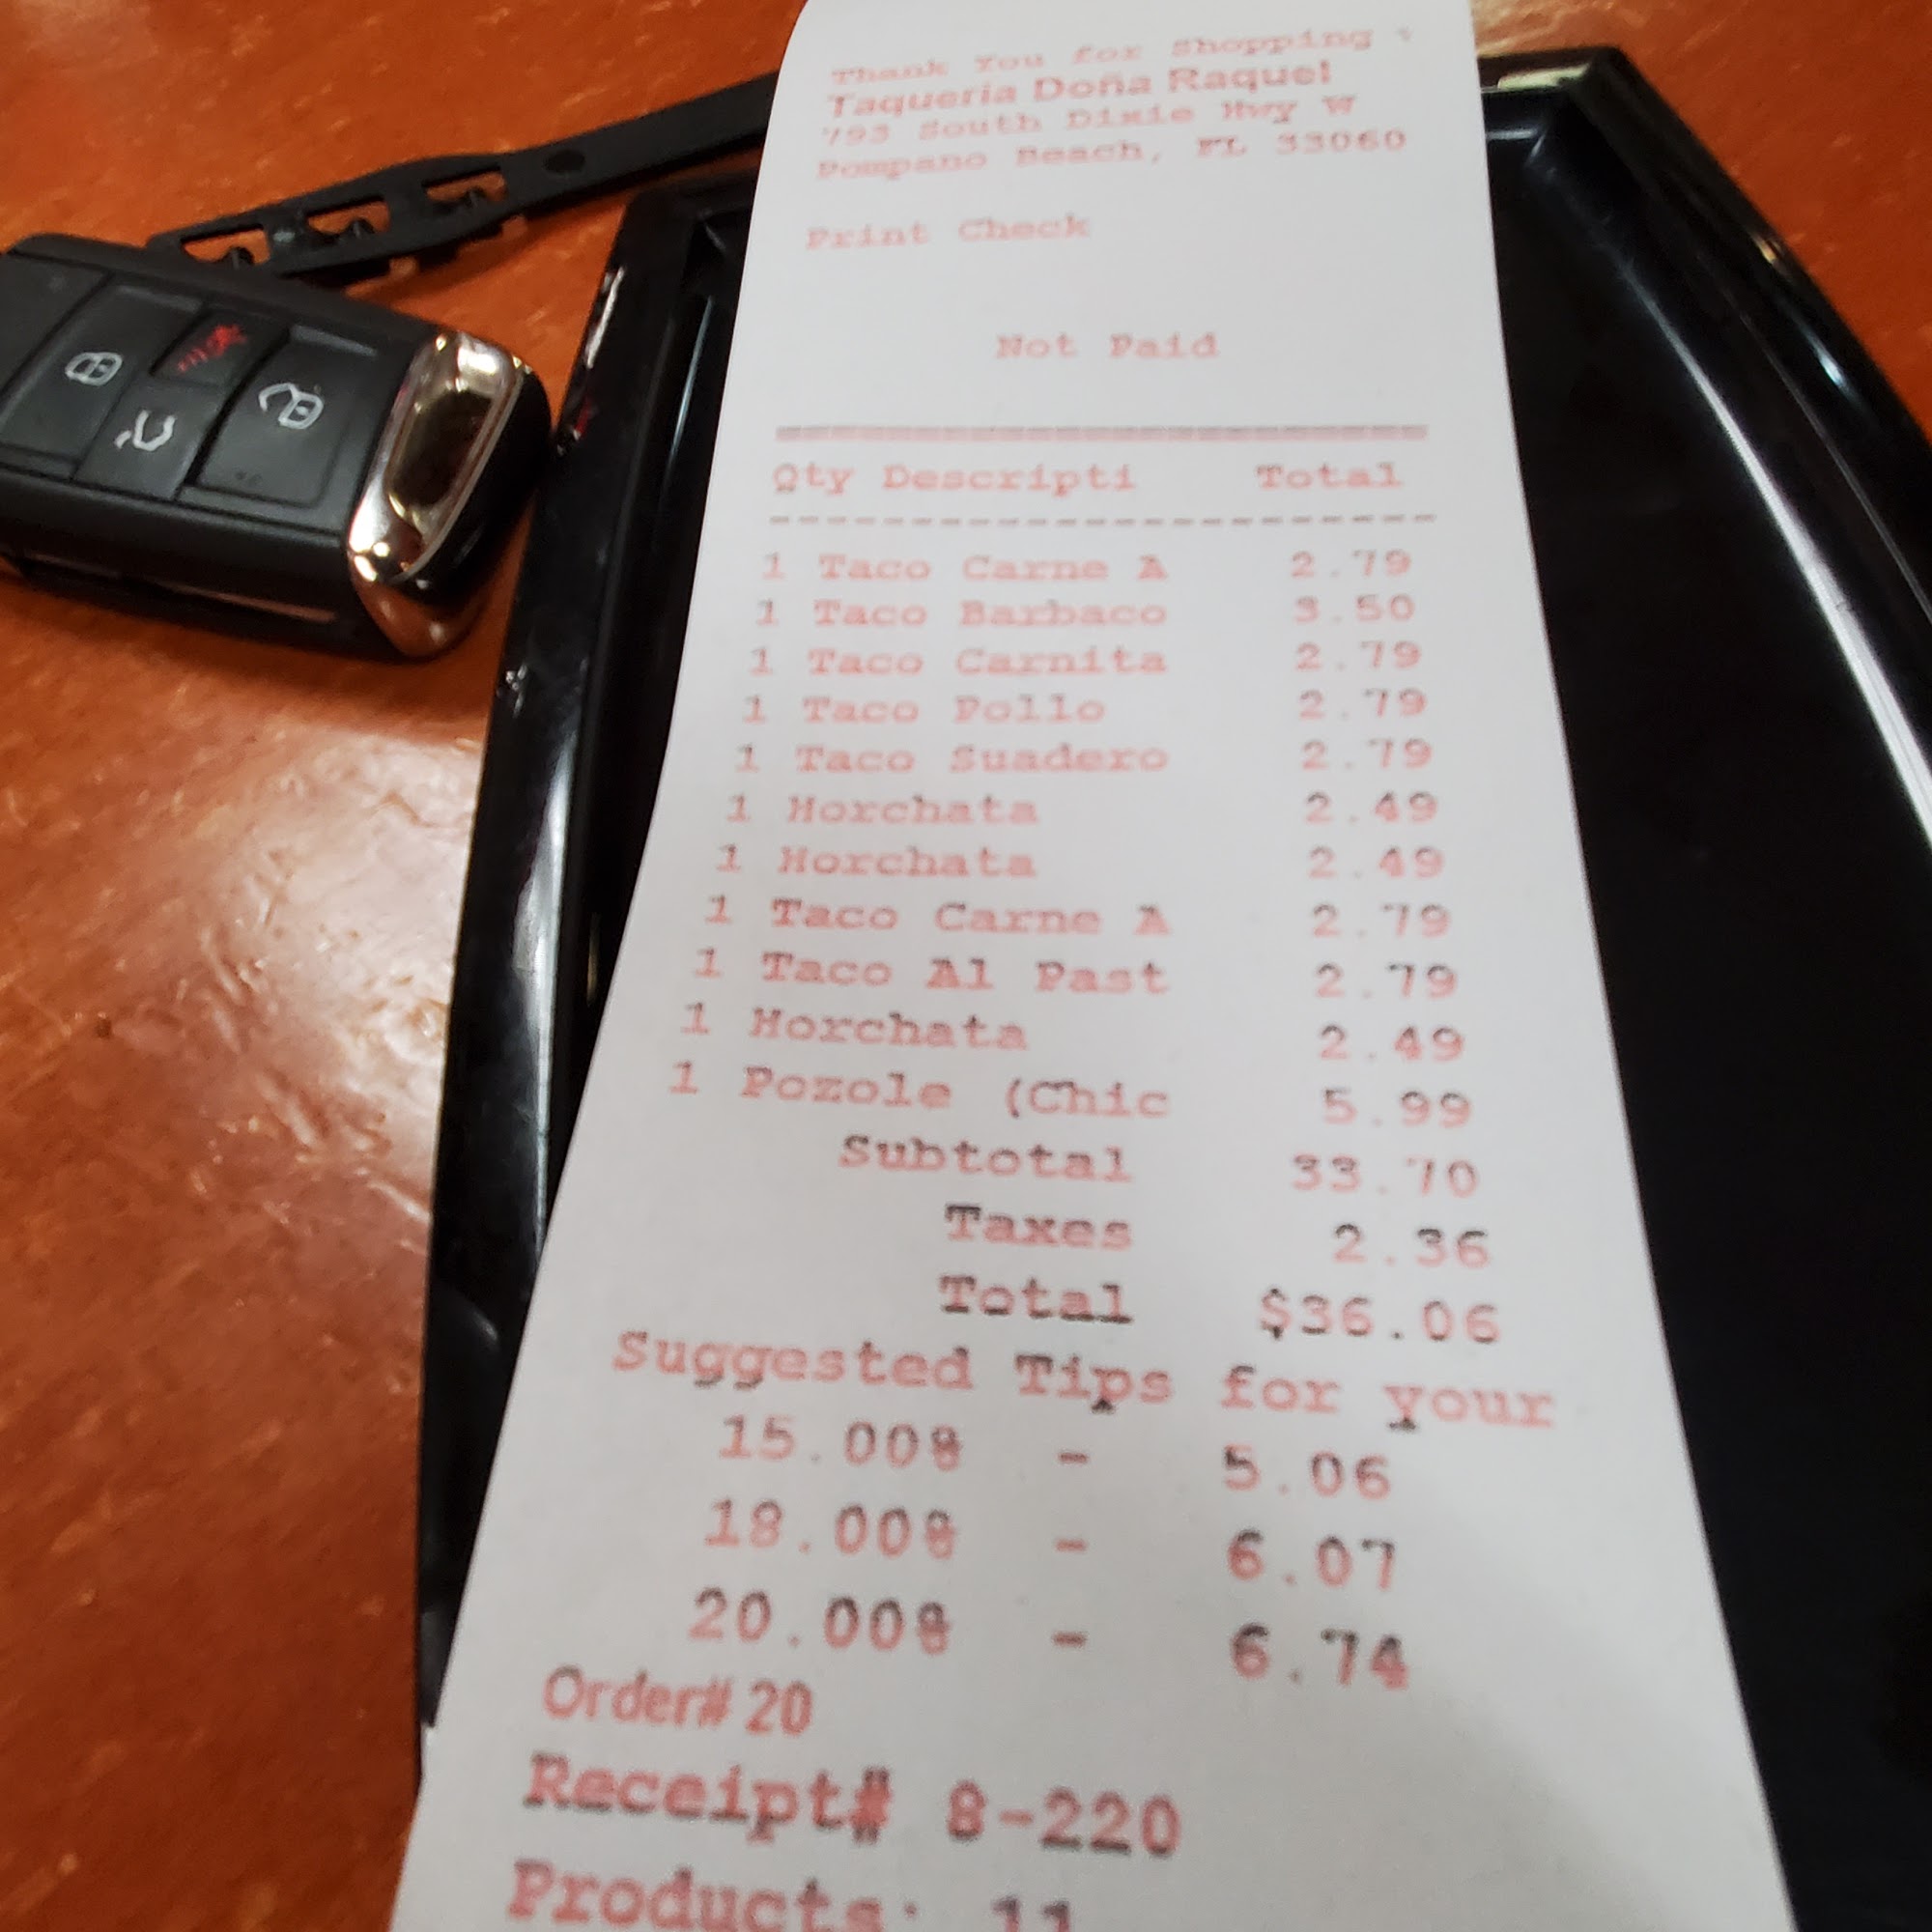 Thank You for Shopping
Taqueria Doña Raquel
793 South Dixie Hwy W
Pompano Beach, FL 33060
Print Check
Not Paid
Qty Descripti Total
1 Taco Carne A 2.79
1 Taco Barbaco 3.50
1 Taco Carnita 2.79
1 Taco Pollo 2.79
1 Taco Suadero 2.79
1 Horchata 2.49
1 Horchata 2.49
1 Taco Carne A 2.79
1 Taco Al Past 2.79
1 Horchata 2.49
1 Pozole (Chic 5.99
Subtotal 33.70
Taxes 2.36
Total $36.06
Suggested Tips for your
15.00% - 5.06
18.00% - 6.07
20.00% - 6.74
Order# 20
Receipt# 8-220
Products: 11